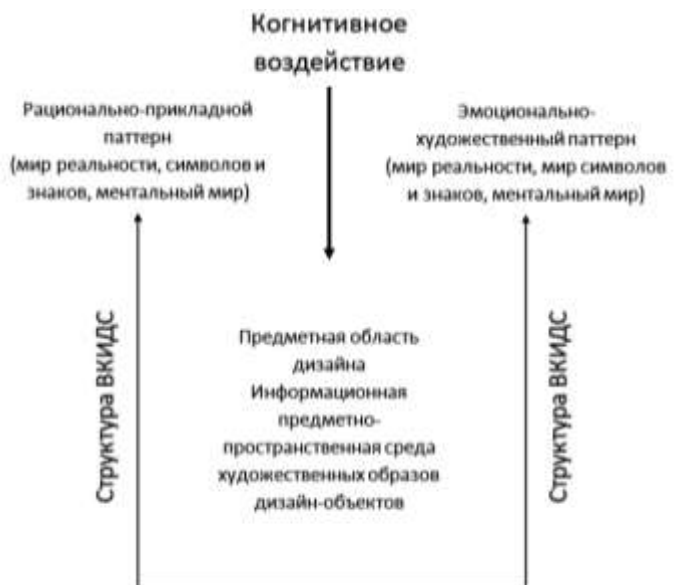 Когнитивное
воздействие
Рационально-прикладной
паттерн
(мир реальности, символов и
знаков, ментальный мир)
Эмоционально-
художественный паттерн
(мир реальности, мир символов
и знаков, ментальный мир)
Структура ВКИДС
Предметная область
дизайна
Информационная
предметно-
пространственная среда
художественных образов
дизайн-объектов
Структура ВКИДС